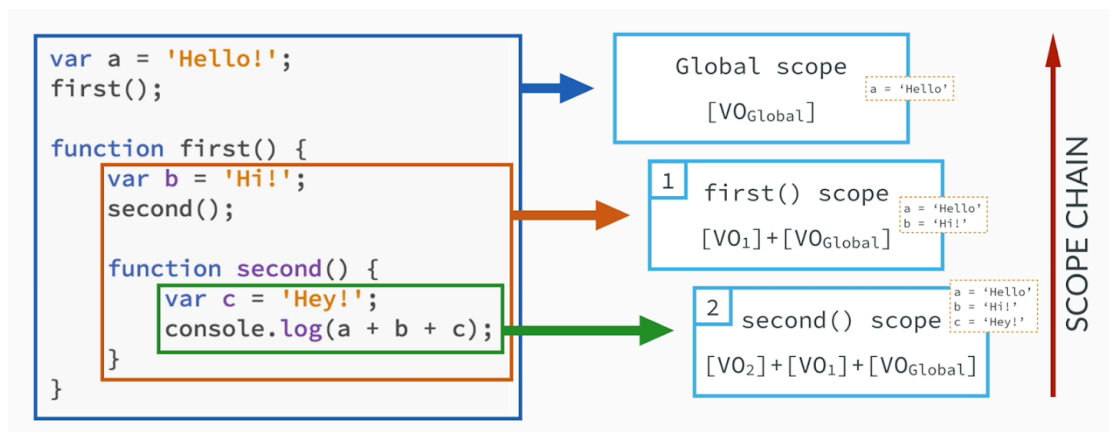 var a = 'Hello!';
first();
function first() {
var b = 'Hi!';
second();
function second() {
var c = 'Hey!';
console.log(a + b + c);
}
}
Global scope
[VOGlobal]
a = ‘Hello’
1
first() scope
[VO1]+[VOGlobal]
a = ‘Hello’
b = ‘Hi!’
2
second() scope
[VO2]+[VO1]+[VOGlobal]
a = ‘Hello’
b = ‘Hi!’
c = ‘Hey!’
SCOPE CHAIN